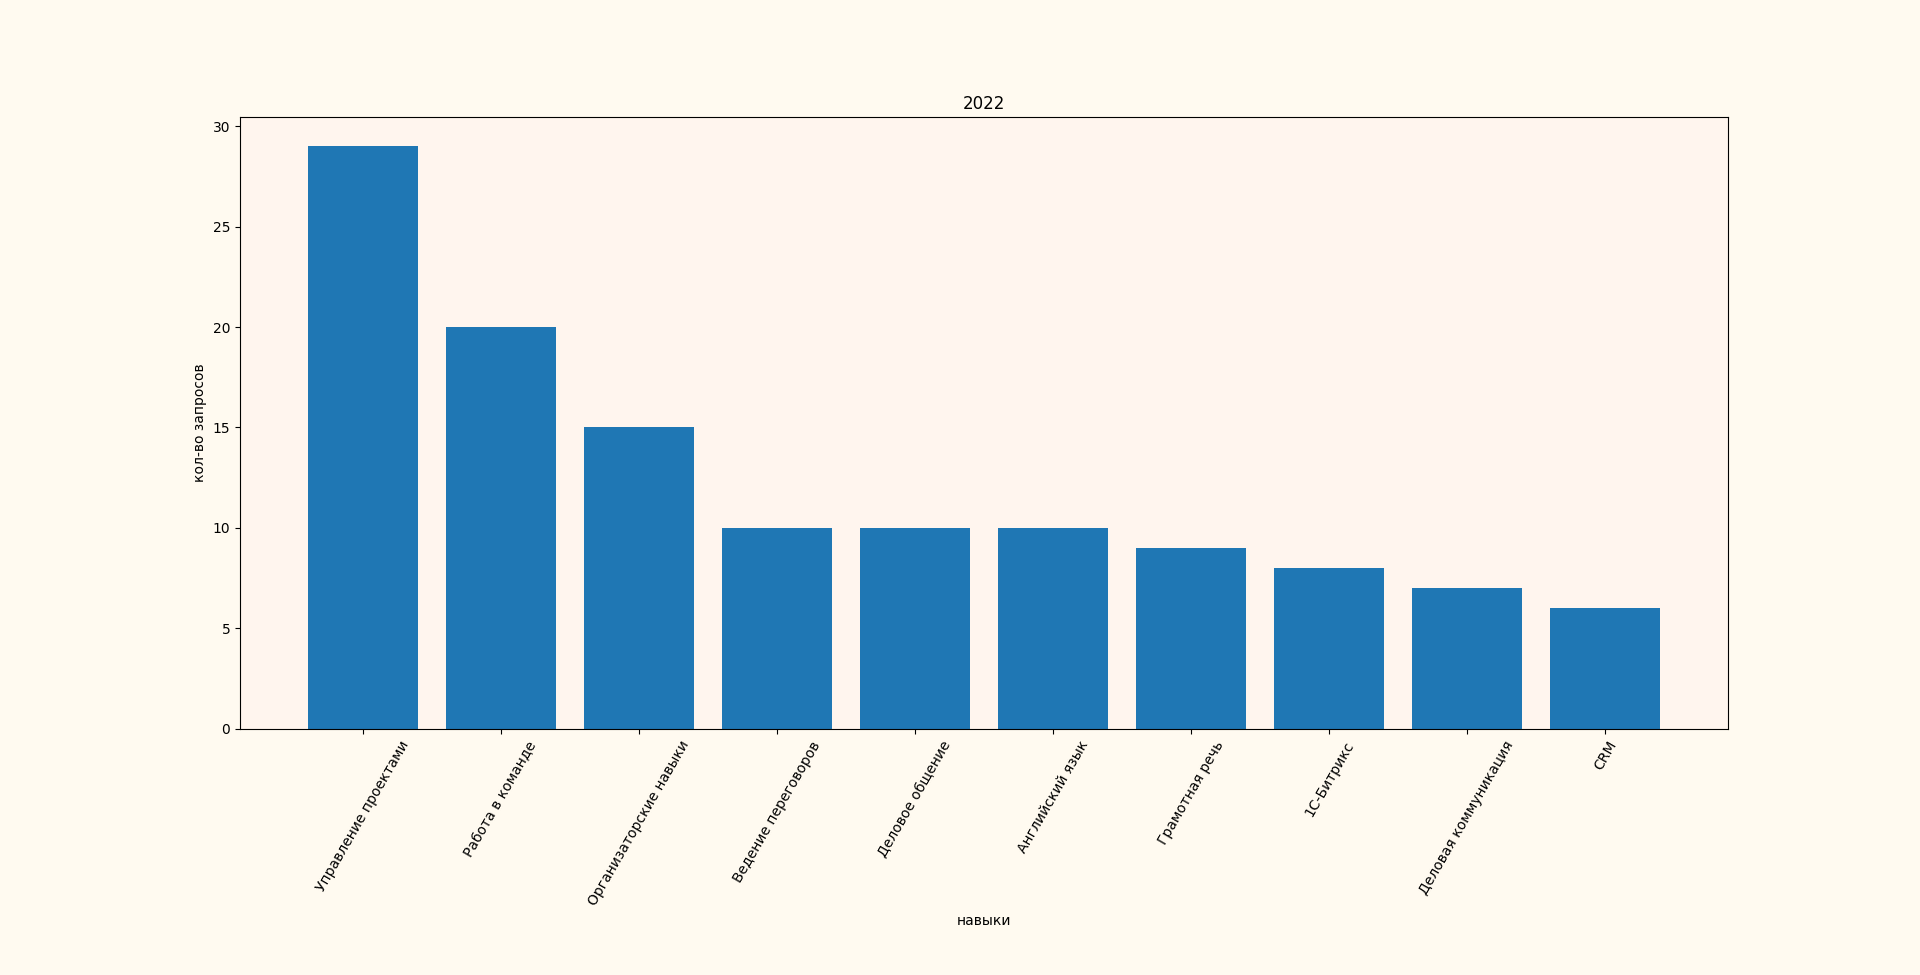 2022
30
25
20
15
10
5
0
кол-во запросов
Управление проектами
Работа в команде
Организаторские навыки
Ведение переговоров
Деловое общение
Английский язык
Грамотная речь
1С-Битрикс
Деловая коммуникация
CRM
навыки